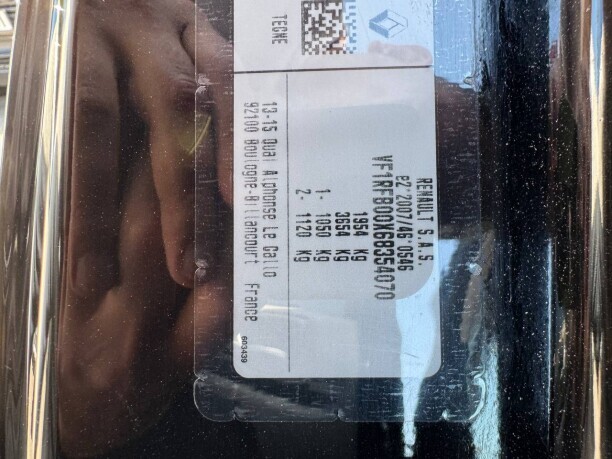 RENAULT S.A.S.
e2*2007/46*0546
VF1RFB00X68354070
1954 KG
3654 KG
1- 1050 KG
2- 1120 KG
13-15 Quai Alphonse Le Gallo
92100 Boulogne-Billancourt France
603439
TEGNE